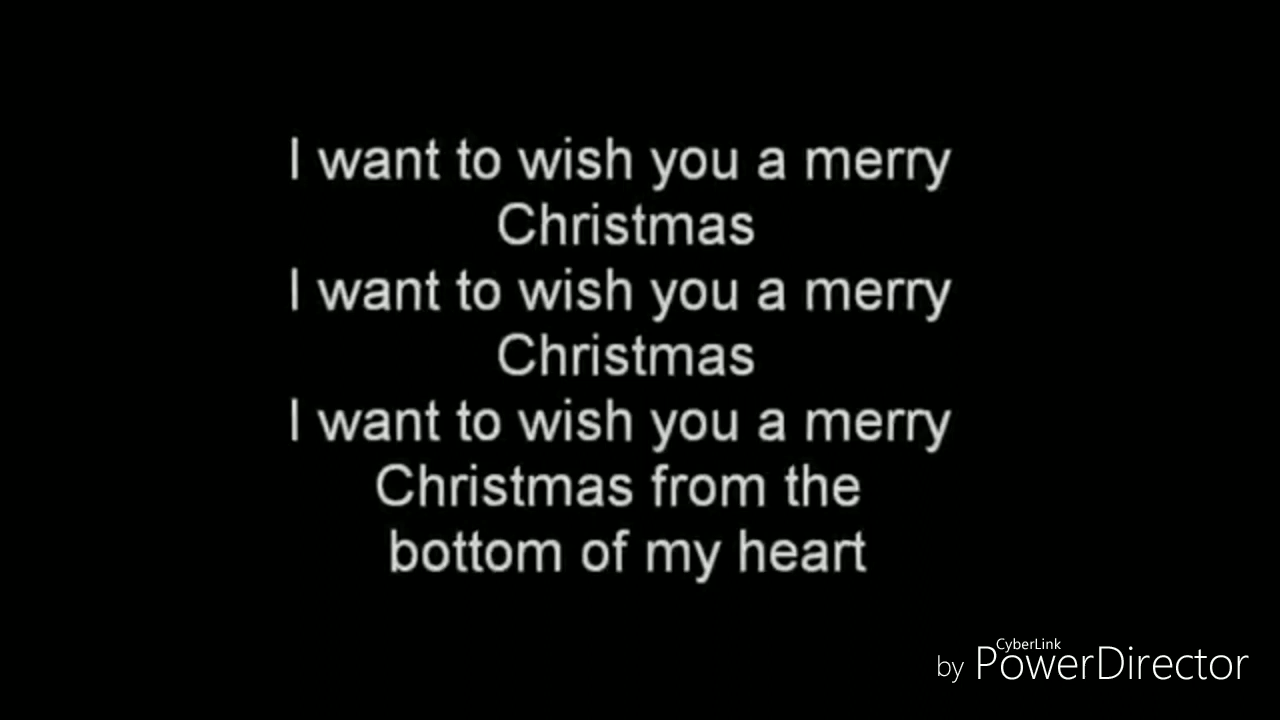 I want to wish you a merry
Christmas
I want to wish you a merry
Christmas
I want to wish you a merry
Christmas from the
bottom of my heart
CyberLink
by PowerDirector